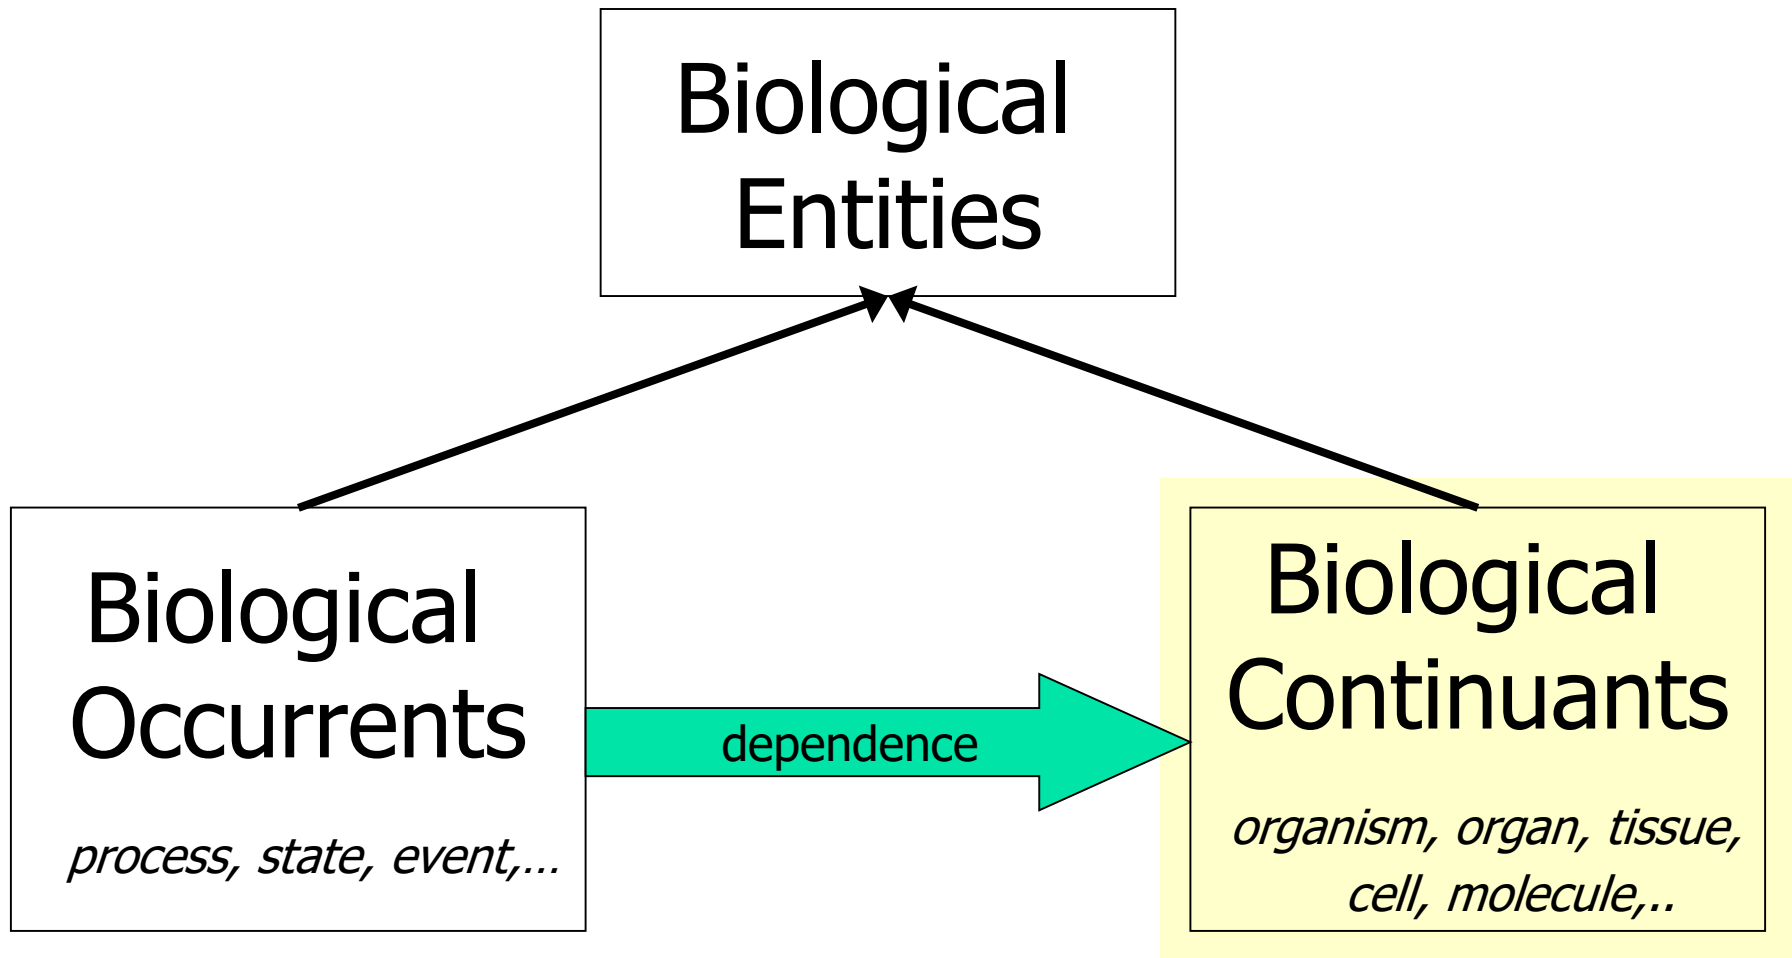 Biological
Entities
Biological
Occurrents
process, state, event,...
dependence
Biological
Continuants
organism, organ, tissue,
cell, molecule,..